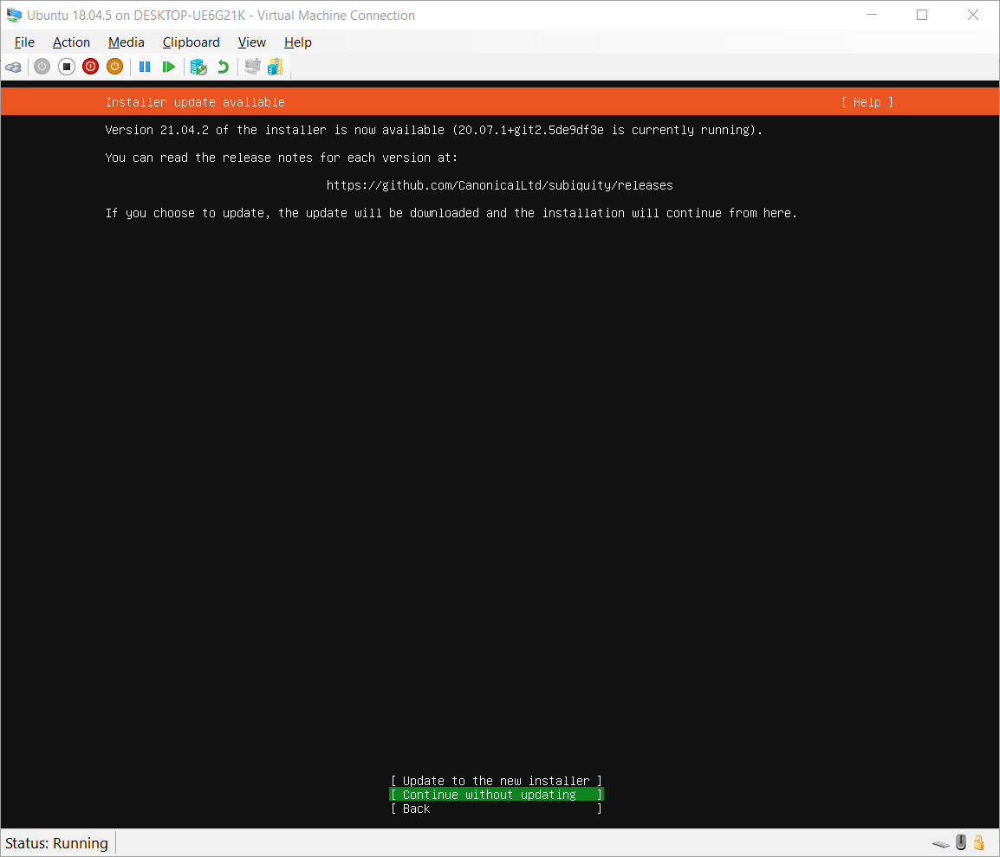 Ubuntu 18.04.5 on DESKTOP-UE6G21K - Virtual Machine Connection
File Action Media Clipboard View Help
Installer update available [ Help ]
Version 21.04.2 of the installer is now available (20.07.1+git2.5de9df3e is currently running).
You can read the release notes for each version at:
https://github.com/CanonicalLtd/subiquity/releases
If you choose to update, the update will be downloaded and the installation will continue from here.
[ Update to the new installer ]
[ Continue without updating ]
[ Back ]
Status: Running